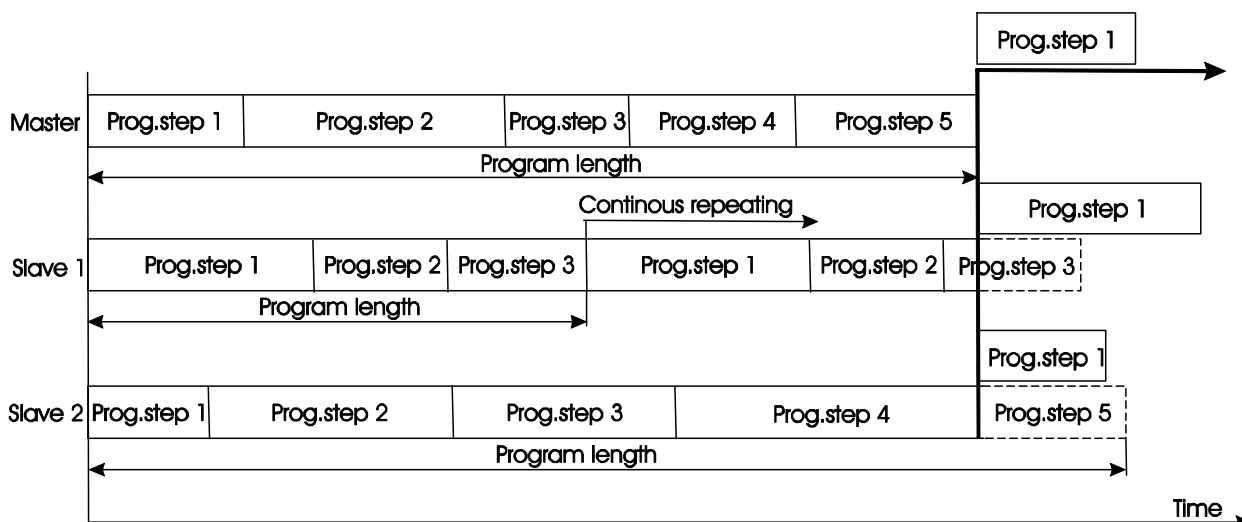 Prog.step 1
Master Prog.step 1 Prog.step 2 Prog.step 3 Prog.step 4 Prog.step 5
Program length
Continous repeating
Prog.step 1
Slave 1 Prog.step 1 Prog.step 2 Prog.step 3 Prog.step 1 Prog.step 2 Prog.step 3
Program length
Prog.step 1
Slave 2 Prog.step 1 Prog.step 2 Prog.step 3 Prog.step 4 Prog.step 5
Program length
Time